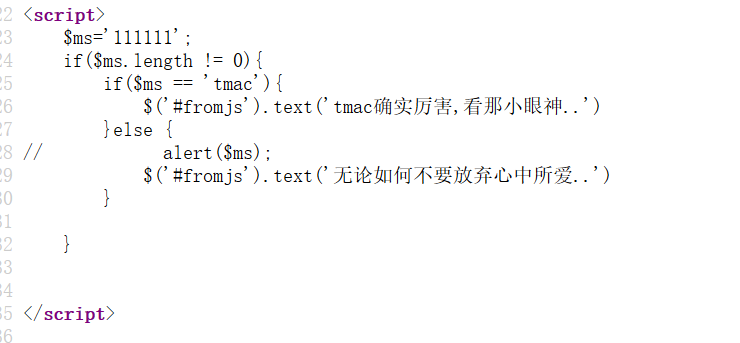 22 <script>
23     $ms='111111';
24     if($ms.length != 0){
25         if($ms == 'tmac'){
26             $('#fromjs').text('tmac确实厉害,看那小眼神..')
27         }else {
28 //            alert($ms);
29             $('#fromjs').text('无论如何不要放弃心中所爱..')
30         }
31
32     }
33
34
35 </script>
36